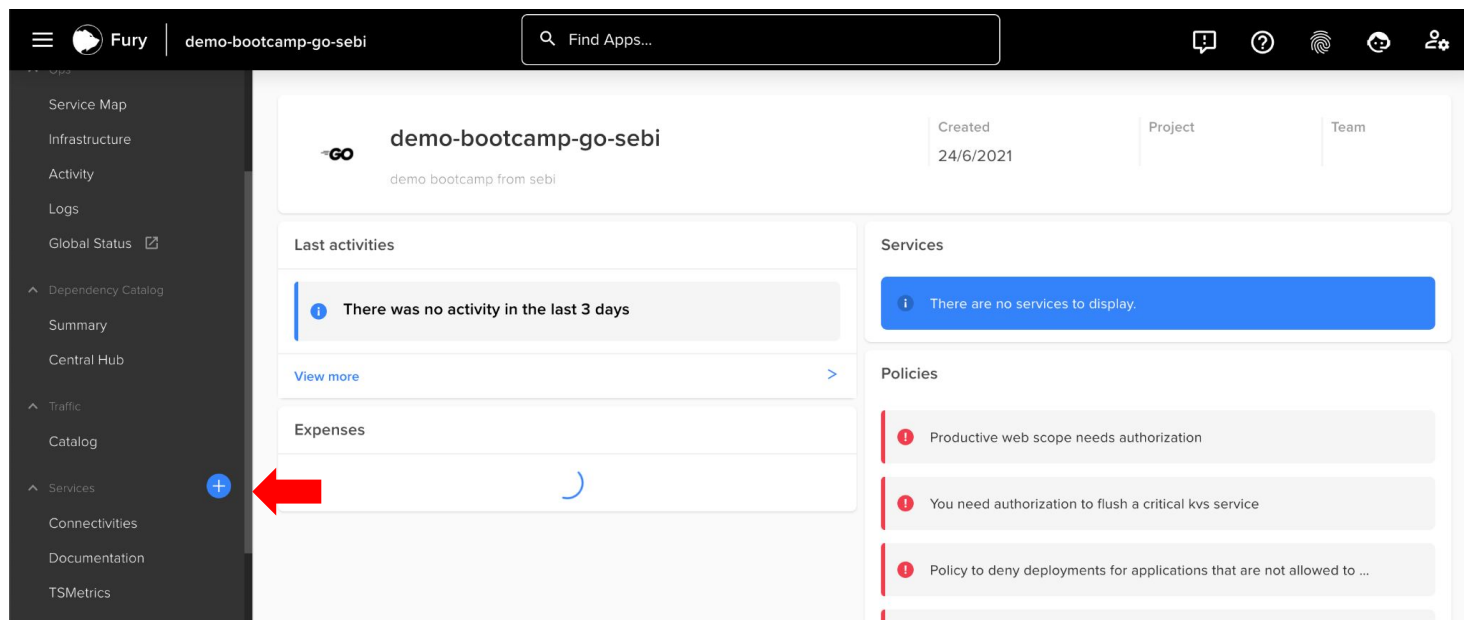 Fury
demo-bootcamp-go-sebi
Find Apps...
Ops
Service Map
Infrastructure
Activity
Logs
Global Status
Dependency Catalog
Summary
Central Hub
Traffic
Catalog
Services
Connectivities
Documentation
TSMetrics
GO
demo-bootcamp-go-sebi
demo bootcamp from sebi
Created
24/6/2021
Project
Team
Last activities
There was no activity in the last 3 days
View more
Expenses
Services
There are no services to display.
Policies
Productive web scope needs authorization
You need authorization to flush a critical kvs service
Policy to deny deployments for applications that are not allowed to ...